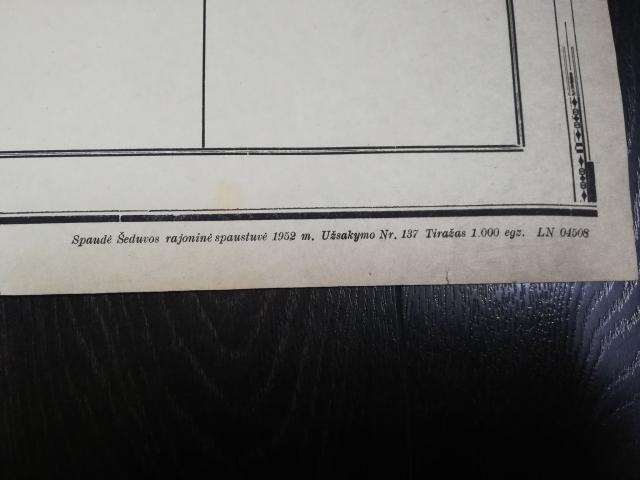 Spaudė Šeduvos rajoninė spaustuvė 1952 m. Užsakymo Nr. 137 Tiražas 1.000 egz. LN 04508